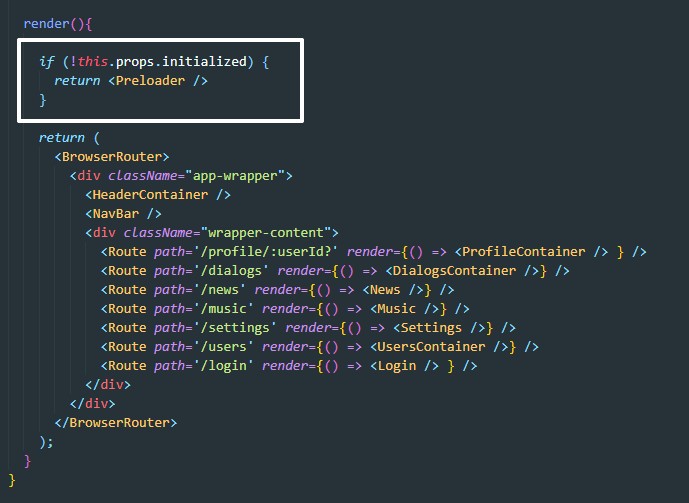 render(){
if (!this.props.initialized) {
return <Preloader />
}
return (
<BrowserRouter>
<div className="app-wrapper">
<HeaderContainer />
<NavBar />
<div className="wrapper-content">
<Route path='/profile/:userId?' render={() => <ProfileContainer /> } />
<Route path='/dialogs' render={() => <DialogsContainer />} />
<Route path='/news' render={() => <News />} />
<Route path='/music' render={() => <Music />} />
<Route path='/settings' render={() => <Settings />} />
<Route path='/users' render={() => <UsersContainer />} />
<Route path='/login' render={() => <Login /> } />
</div>
</div>
</BrowserRouter>
);
}
}